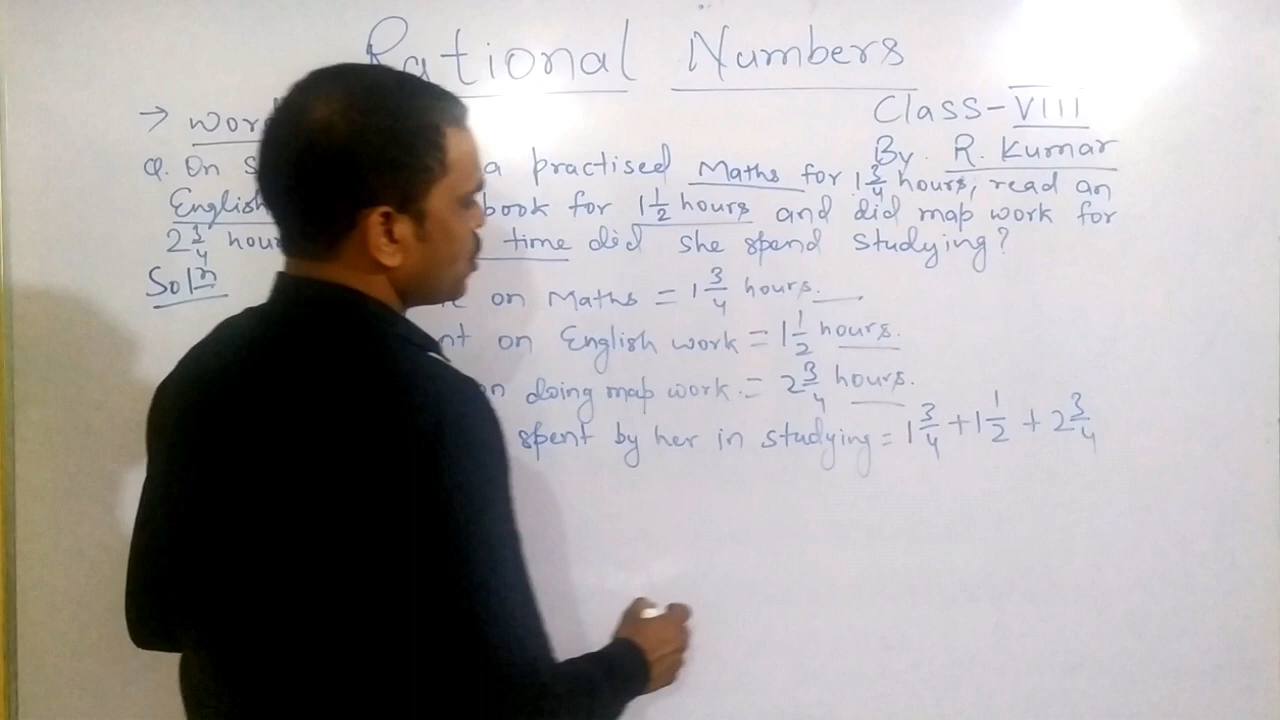 Rational Numbers
→ Wor
Class-VIII
By. R. Kumar
Q. On S a practised Maths for 1 3/4 hours, read an
English book for 1 1/2 hours and did map work for
2 3/4 hour time did she spend studying?
Solⁿ
on Maths = 1 3/4 hours.
nt on English work = 1 1/2 hours.
on doing map work. = 2 3/4 hours.
spent by her in studying = 1 3/4 + 1 1/2 + 2 3/4